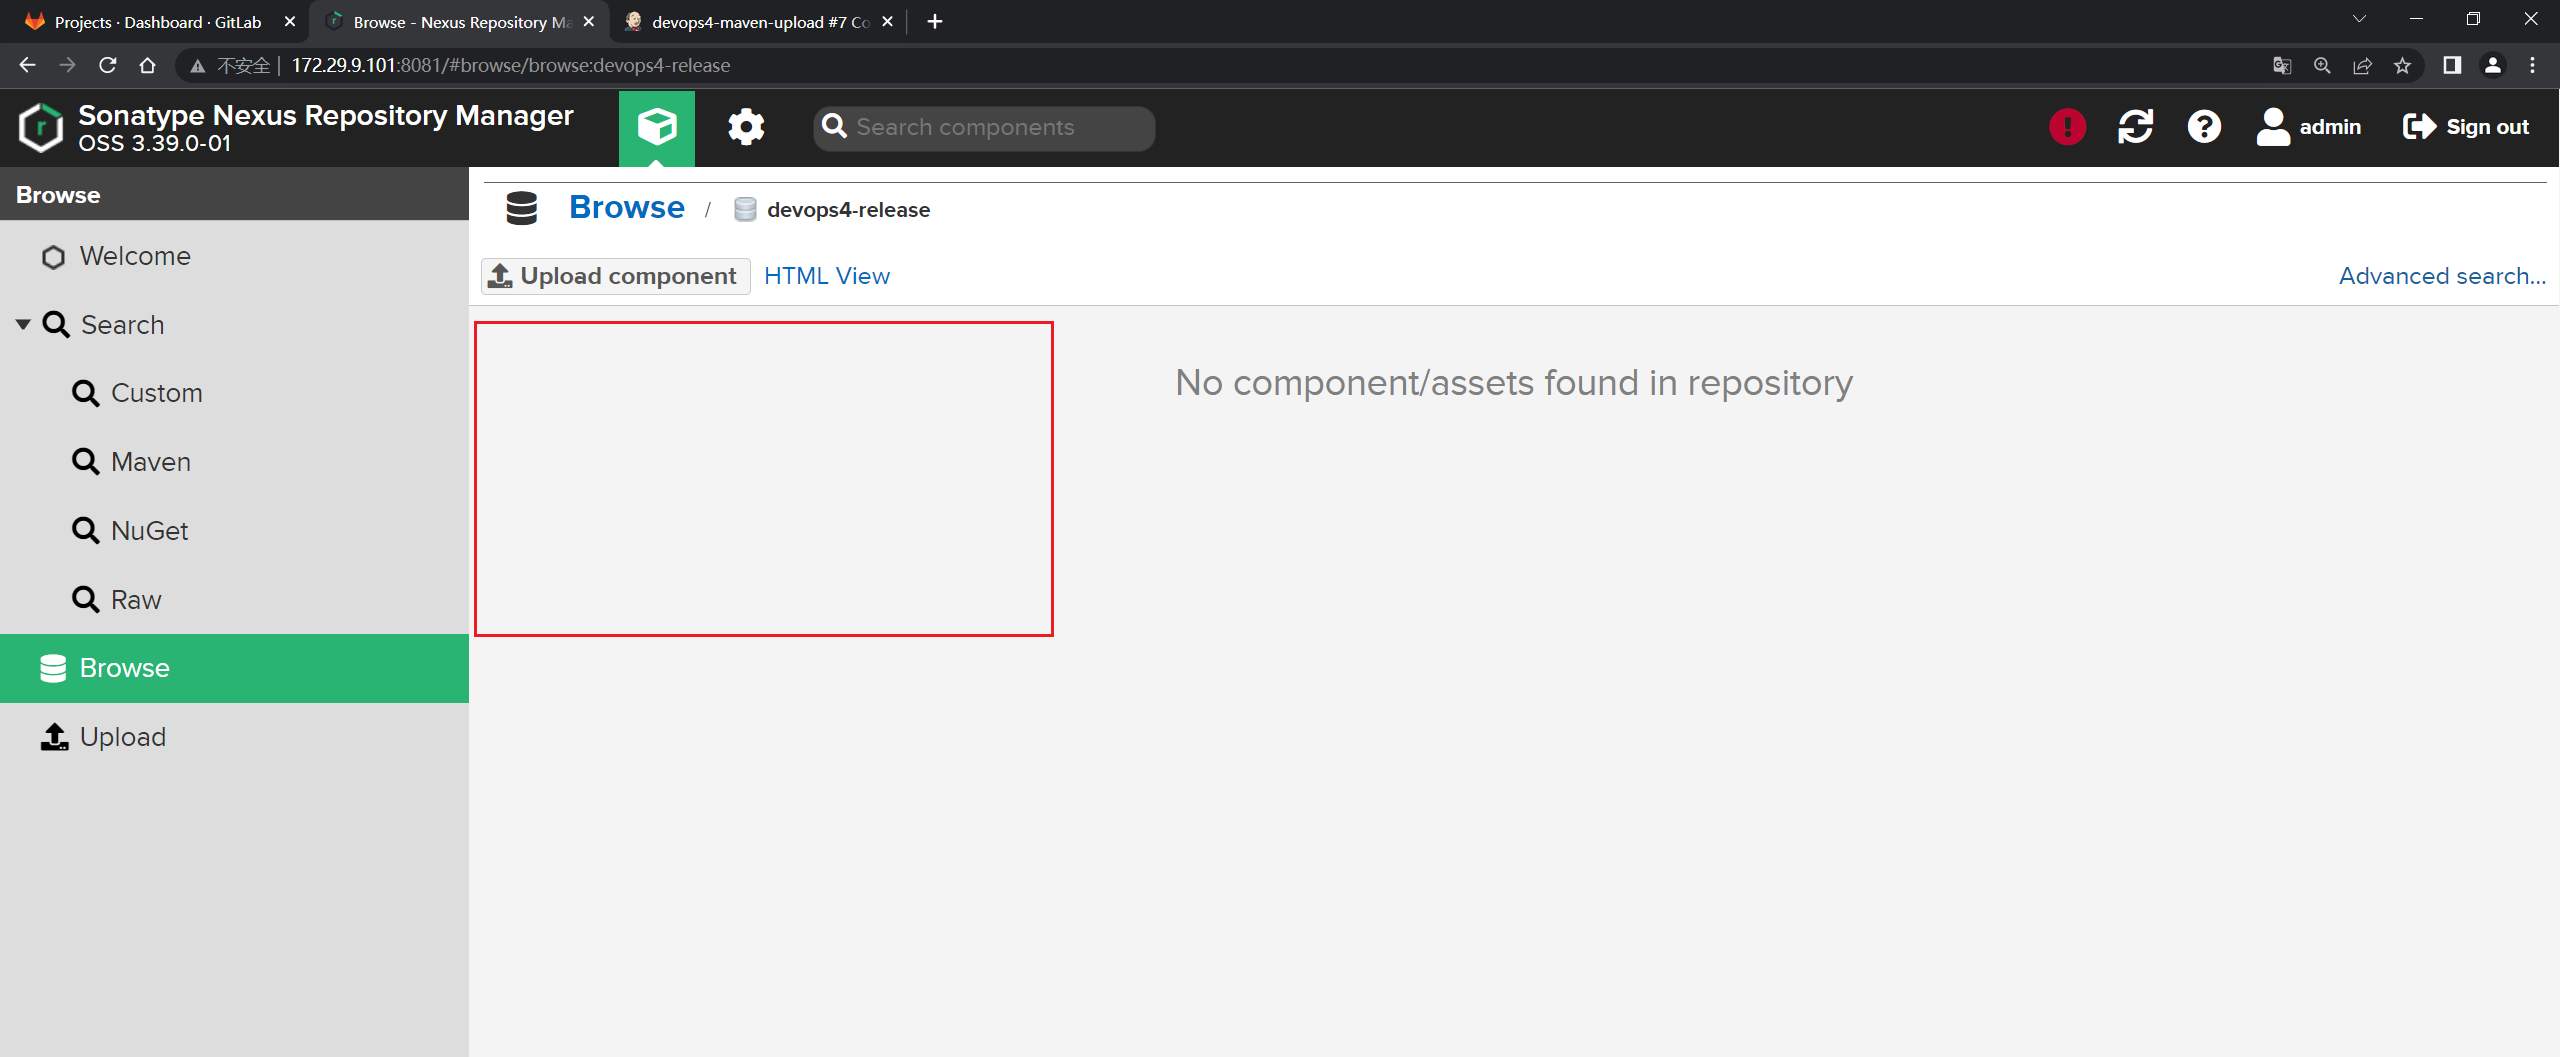 Projects · Dashboard · GitLab
Browse - Nexus Repository Ma
devops4-maven-upload #7 Co
不安全 172.29.9.101:8081/#browse/browse:devops4-release
Sonatype Nexus Repository Manager
OSS 3.39.0-01
Search components
admin
Sign out
Browse
Welcome
Search
Custom
Maven
NuGet
Raw
Browse
Upload
Browse / devops4-release
Upload component
HTML View
Advanced search...
No component/assets found in repository